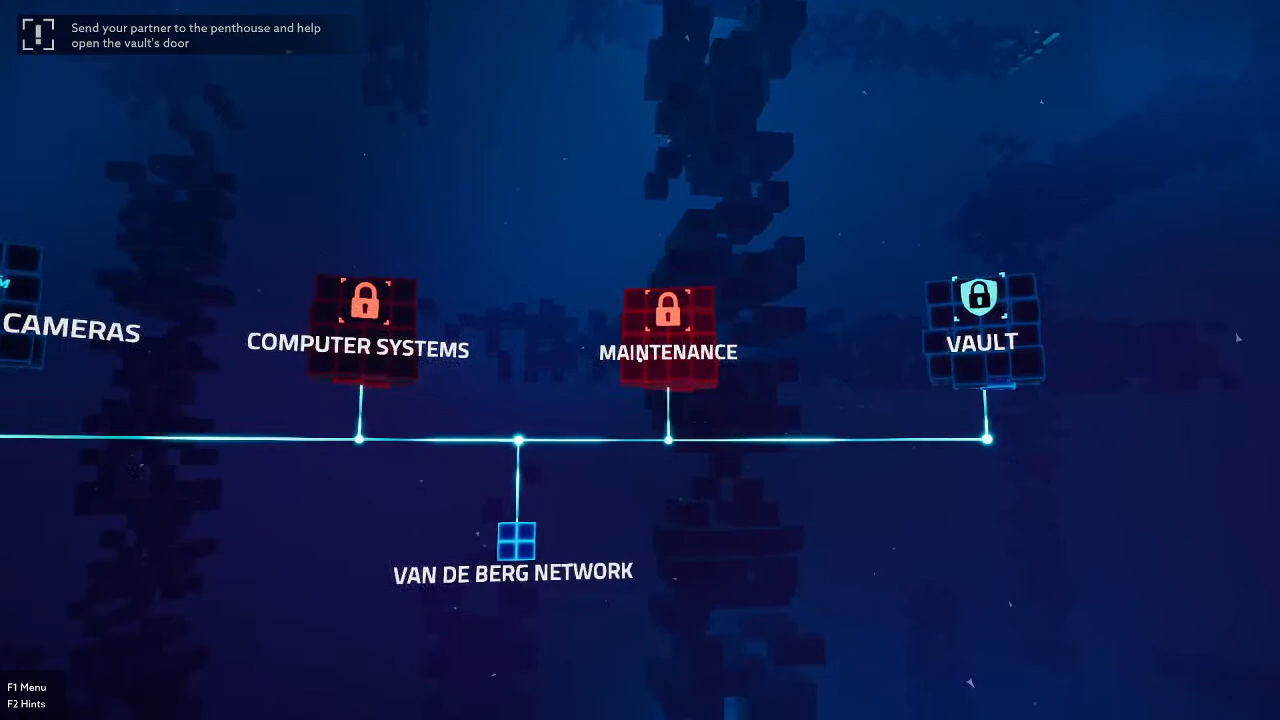 Send your partner to the penthouse and help
open the vault's door
CAMERAS
COMPUTER SYSTEMS
MAINTENANCE
VAULT
VAN DE BERG NETWORK
F1 Menu
F2 Hints